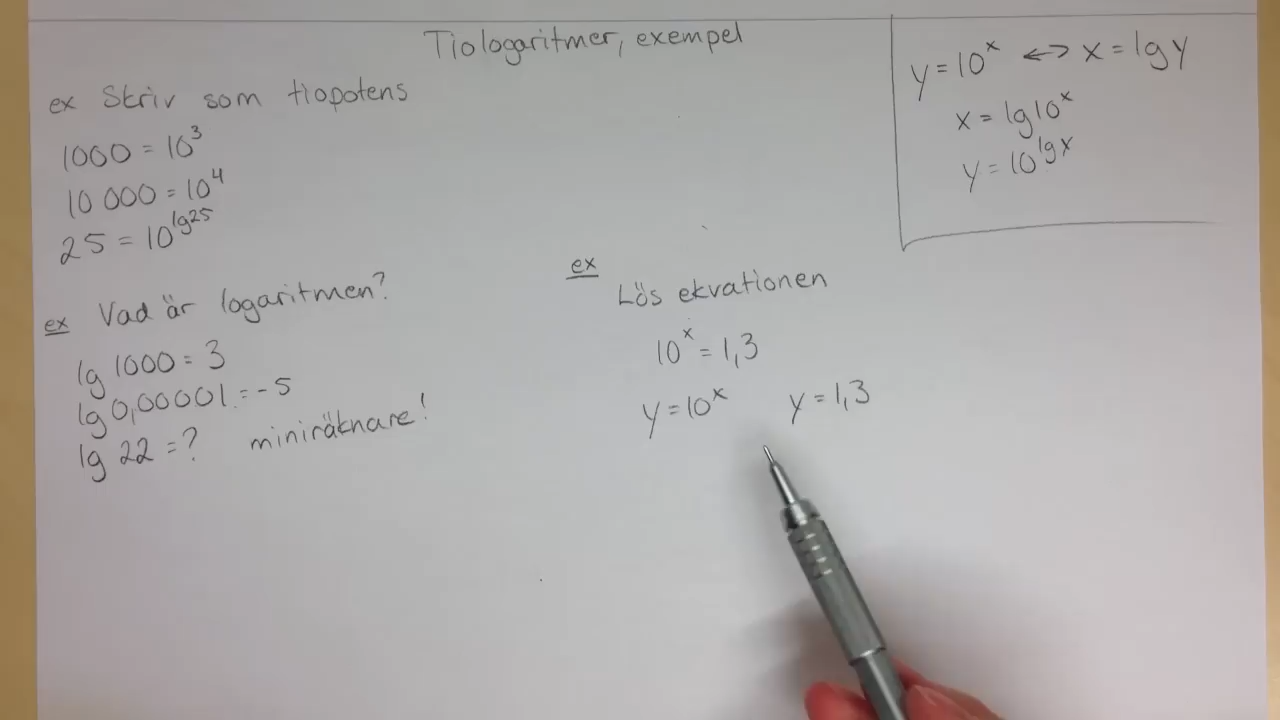 Tiologaritmer, exempel
ex Skriv som tiopotens
1000 = 10^3
10 000 = 10^4
25 = 10^lg25
ex Vad är logaritmen?
lg 1000 = 3
lg 0,00001 = -5
lg 22 = ? miniräknare!
ex
Lös ekvationen
10^x = 1,3
y = 10^x y = 1,3
y = 10^x ↔ x = lg y
x = lg 10^x
y = 10^lg x